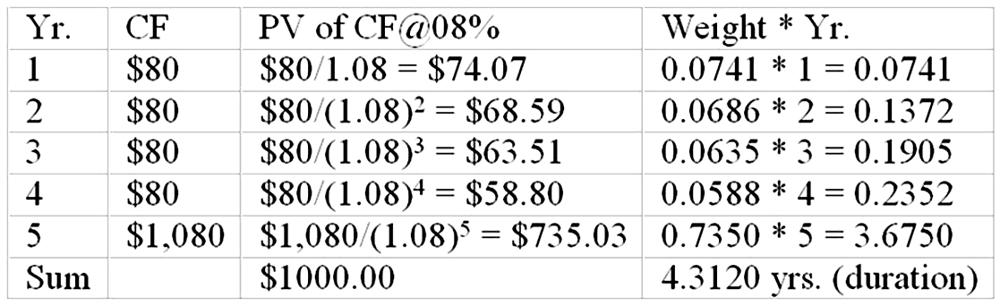 Yr. CF PV of CF@08% Weight * Yr.
1 $80 $80/1.08 = $74.07 0.0741 * 1 = 0.0741
2 $80 $80/(1.08)² = $68.59 0.0686 * 2 = 0.1372
3 $80 $80/(1.08)³ = $63.51 0.0635 * 3 = 0.1905
4 $80 $80/(1.08)⁴ = $58.80 0.0588 * 4 = 0.2352
5 $1,080 $1,080/(1.08)⁵ = $735.03 0.7350 * 5 = 3.6750
Sum $1000.00 4.3120 yrs. (duration)